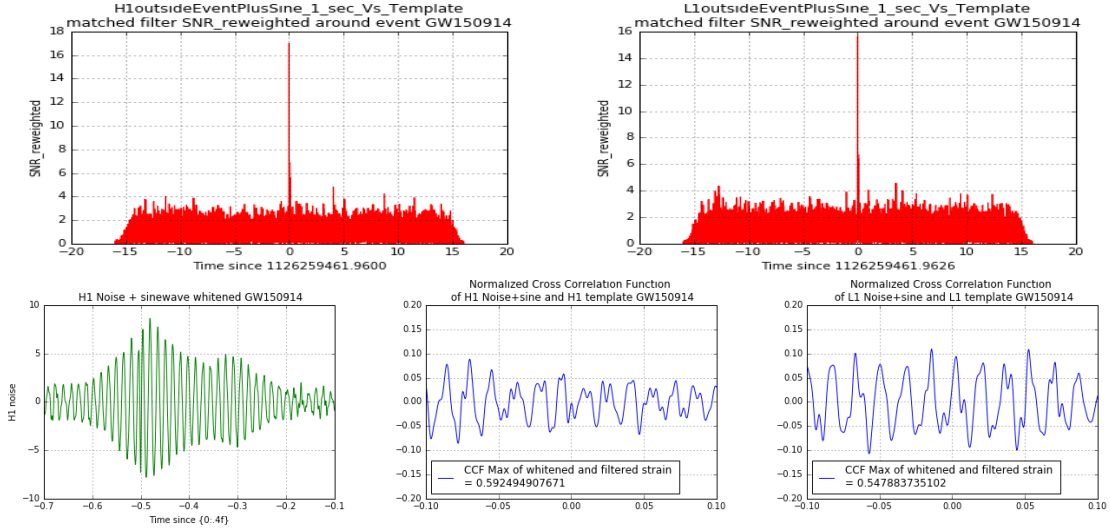 H1outsideEventPlusSine_1_sec_Vs_Template
matched filter SNR_reweighted around event GW150914
18
16
14
12
10
8
6
4
2
0
SNR_reweighted
−20 −15 −10 −5 0 5 10 15 20
Time since 1126259461.9600
L1outsideEventPlusSine_1_sec_Vs_Template
matched filter SNR_reweighted around event GW150914
16
14
12
10
8
6
4
2
0
SNR_reweighted
−20 −15 −10 −5 0 5 10 15 20
Time since 1126259461.9626
H1 Noise + sinewave whitened GW150914
10
5
0
−5
−10
H1 noise
−0.7 −0.6 −0.5 −0.4 −0.3 −0.2 −0.1
Time since {0:.4f}
Normalized Cross Correlation Function
of H1 Noise+sine and H1 template GW150914
0.20
0.15
0.10
0.05
0.00
−0.05
−0.10
−0.15
−0.20
CCF Max of whitened and filtered strain
= 0.592494907671
−0.10 −0.05 0.00 0.05 0.10
Normalized Cross Correlation Function
of L1 Noise+sine and L1 template GW150914
0.20
0.15
0.10
0.05
0.00
−0.05
−0.10
−0.15
−0.20
CCF Max of whitened and filtered strain
= 0.547883735102
−0.10 −0.05 0.00 0.05 0.10